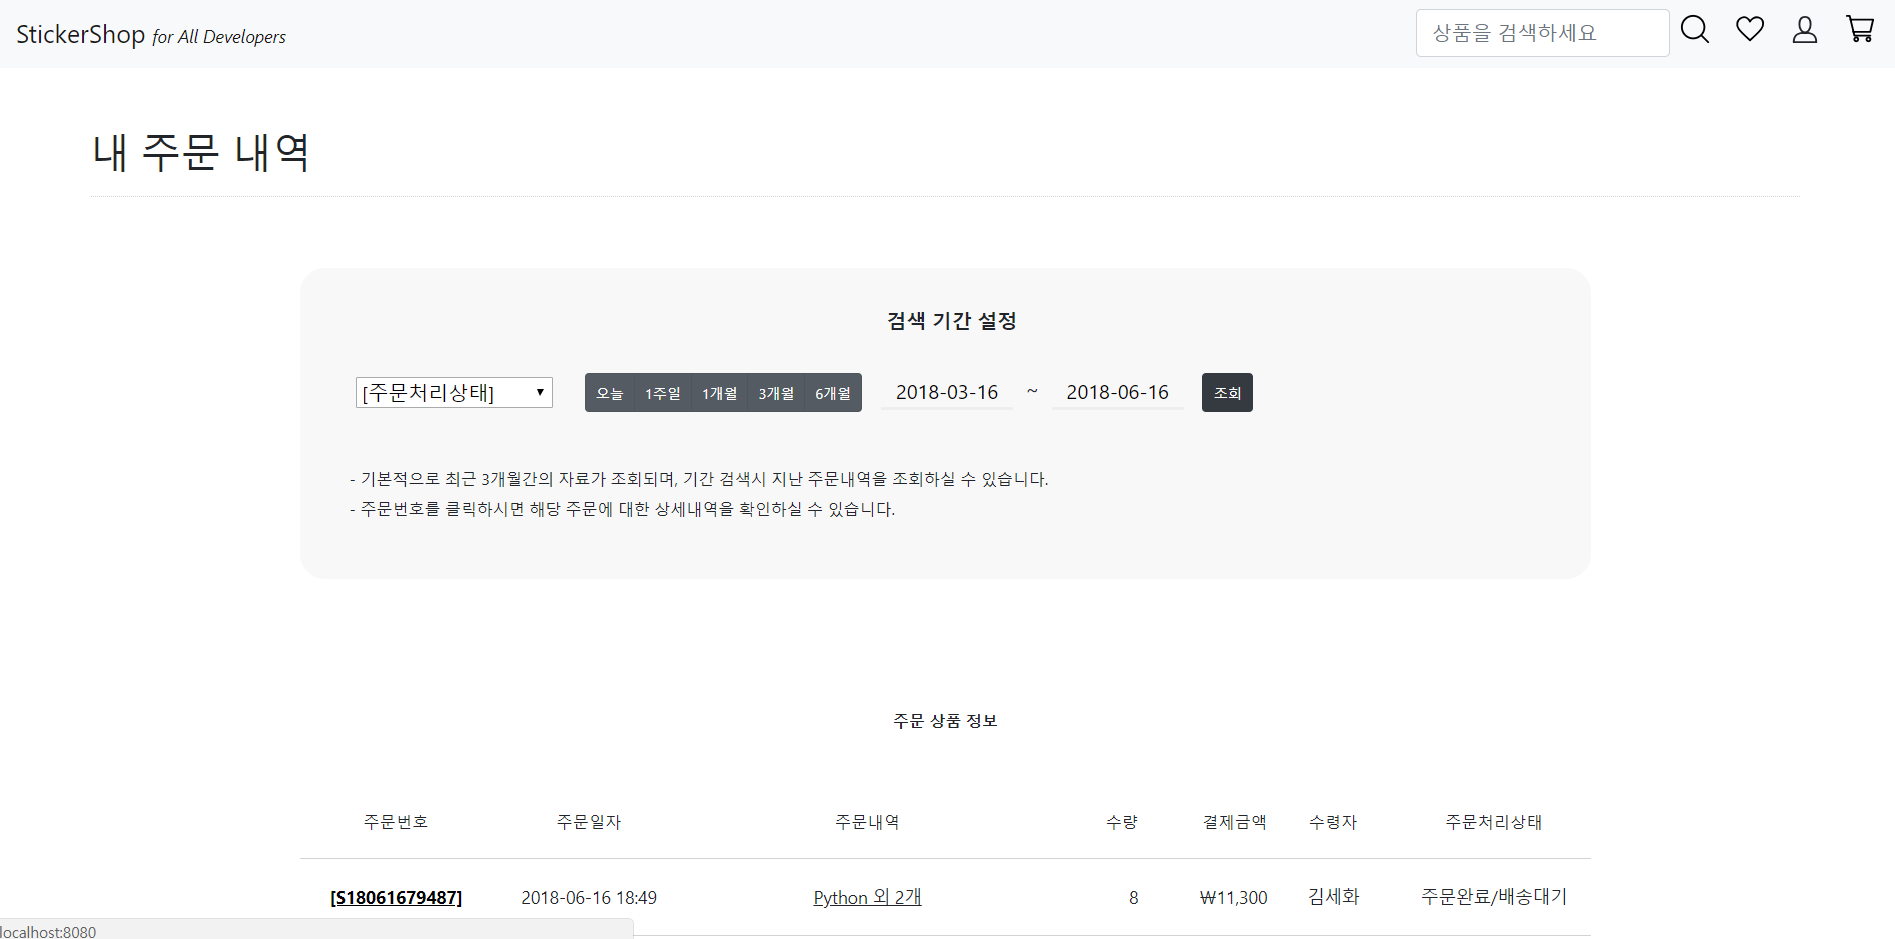 StickerShop for All Developers 상품을 검색하세요
내 주문 내역
검색 기간 설정
[주문처리상태] 오늘 1주일 1개월 3개월 6개월 2018-03-16 ~ 2018-06-16 조회
- 기본적으로 최근 3개월간의 자료가 조회되며, 기간 검색시 지난 주문내역을 조회하실 수 있습니다.
- 주문번호를 클릭하시면 해당 주문에 대한 상세내역을 확인하실 수 있습니다.
주문 상품 정보
주문번호 주문일자 주문내역 수량 결제금액 수령자 주문처리상태
[S18061679487] 2018-06-16 18:49 Python 외 2개 8 ₩11,300 김세화 주문완료/배송대기
localhost:8080